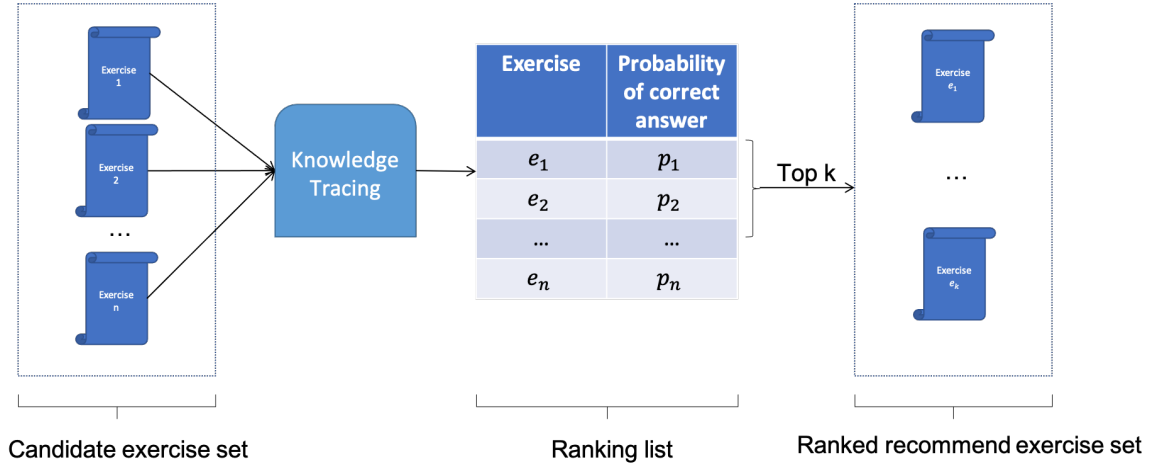 Exercise
1
Exercise
2
...
Exercise
n
Candidate exercise set
Knowledge
Tracing
Exercise Probability
of correct
answer
e₁ p₁
e₂ p₂
... ...
eₙ pₙ
Ranking list
Top k
Exercise
e₁
...
Exercise
eₖ
Ranked recommend exercise set